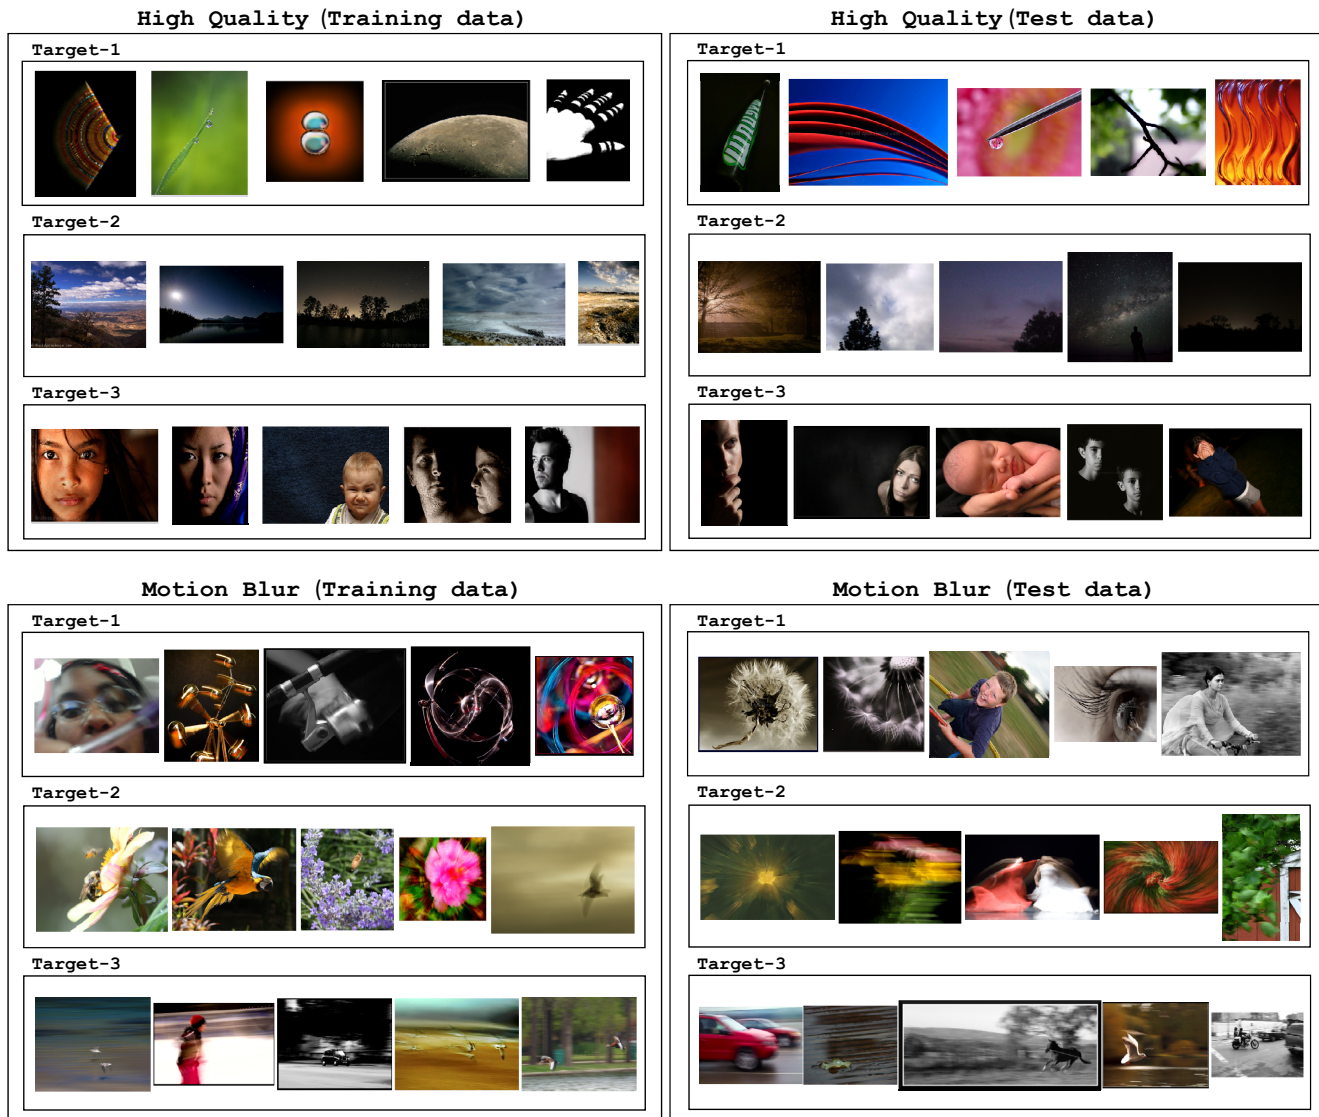 High Quality (Training data)
Target-1
Target-2
Target-3
High Quality (Test data)
Target-1
Target-2
Target-3
Motion Blur (Training data)
Target-1
Target-2
Target-3
Motion Blur (Test data)
Target-1
Target-2
Target-3